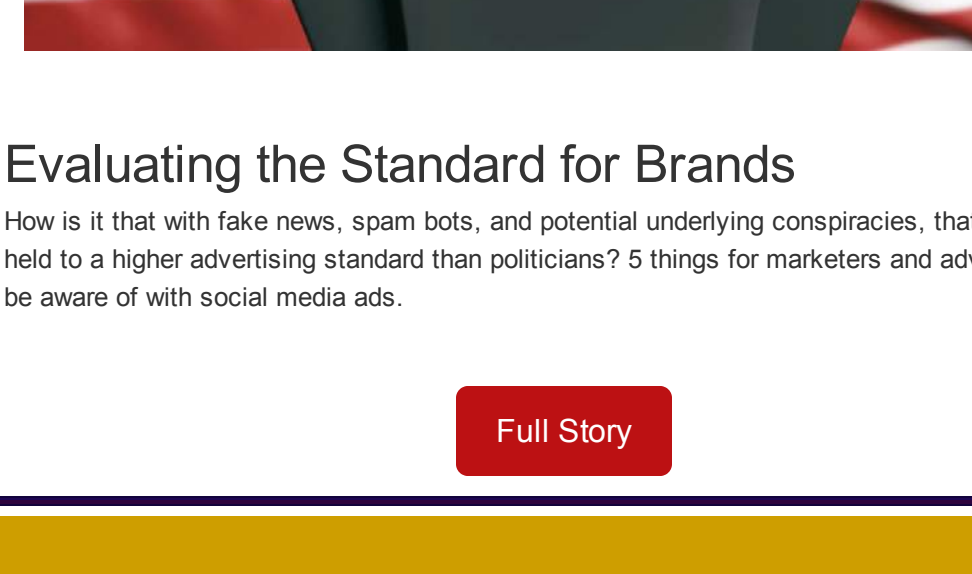 Evaluating the Standard for Brands
How is it that with fake news, spam bots, and potential underlying conspiracies,
held to a higher advertising standard than politicians? 5 things for marketers and
be aware of with social media ads.
Full Story